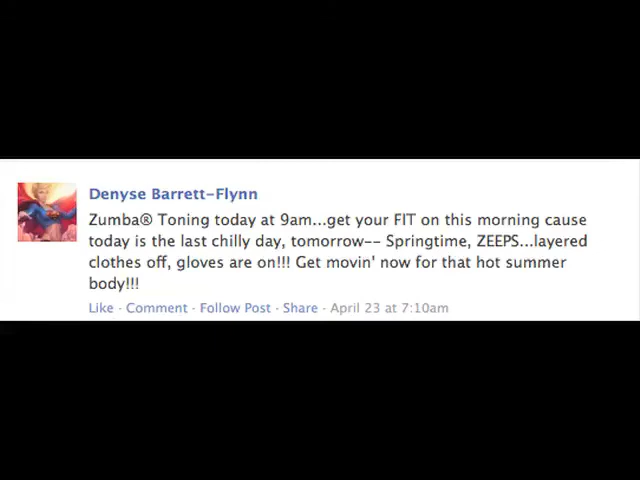 Denyse Barrett-Flynn
Zumba® Toning today at 9am...get your FIT on this morning cause
today is the last chilly day, tomorrow-- Springtime, ZEEPS...layered
clothes off, gloves are on!!! Get movin' now for that hot summer
body!!!
Like · Comment · Follow Post · Share · April 23 at 7:10am